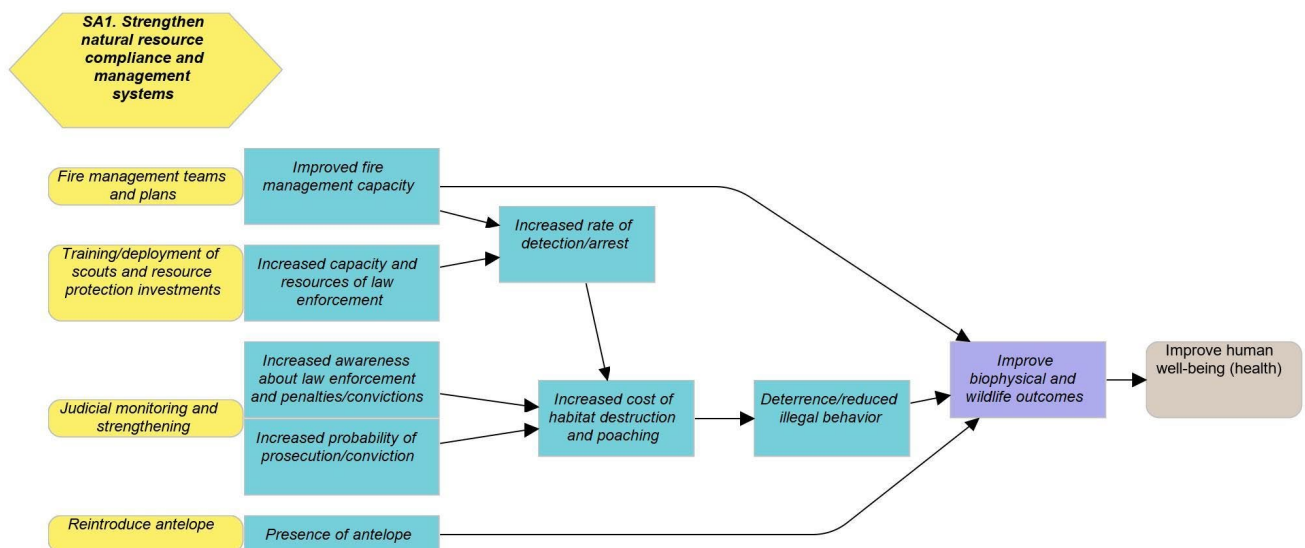 SA1. Strengthen
natural resource
compliance and
management
systems
Fire management teams
and plans
Improved fire
management capacity
Increased rate of
detection/arrest
Training/deployment of
scouts and resource
protection investments
Increased capacity and
resources of law
enforcement
Increased awareness
about law enforcement
and penalties/convictions
Judicial monitoring and
strengthening
Increased probability of
prosecution/conviction
Increased cost of
habitat destruction
and poaching
Deterrence/reduced
illegal behavior
Improve
biophysical and
wildlife outcomes
Improve human
well-being (health)
Reintroduce antelope
Presence of antelope